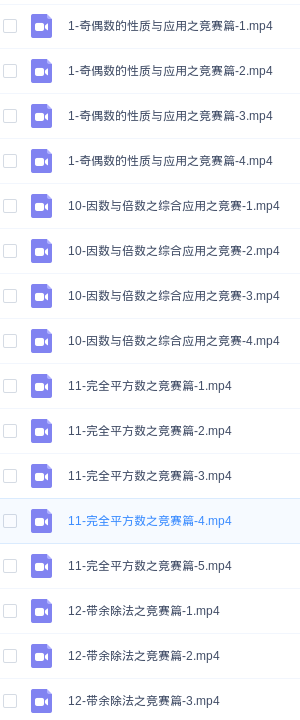 1-奇偶数的性质与应用之竞赛篇-1.mp4
1-奇偶数的性质与应用之竞赛篇-2.mp4
1-奇偶数的性质与应用之竞赛篇-3.mp4
1-奇偶数的性质与应用之竞赛篇-4.mp4
10-因数与倍数之综合应用之竞赛-1.mp4
10-因数与倍数之综合应用之竞赛-2.mp4
10-因数与倍数之综合应用之竞赛-3.mp4
10-因数与倍数之综合应用之竞赛-4.mp4
11-完全平方数之竞赛篇-1.mp4
11-完全平方数之竞赛篇-2.mp4
11-完全平方数之竞赛篇-3.mp4
11-完全平方数之竞赛篇-4.mp4
11-完全平方数之竞赛篇-5.mp4
12-带余除法之竞赛篇-1.mp4
12-带余除法之竞赛篇-2.mp4
12-带余除法之竞赛篇-3.mp4